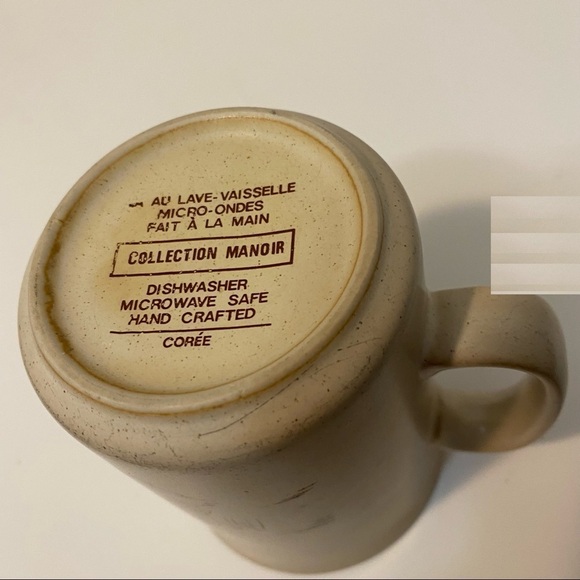 AU LAVE-VAISSELLE
MICRO-ONDES
FAIT À LA MAIN
COLLECTION MANOIR
DISHWASHER
MICROWAVE SAFE
HAND CRAFTED
CORÉE